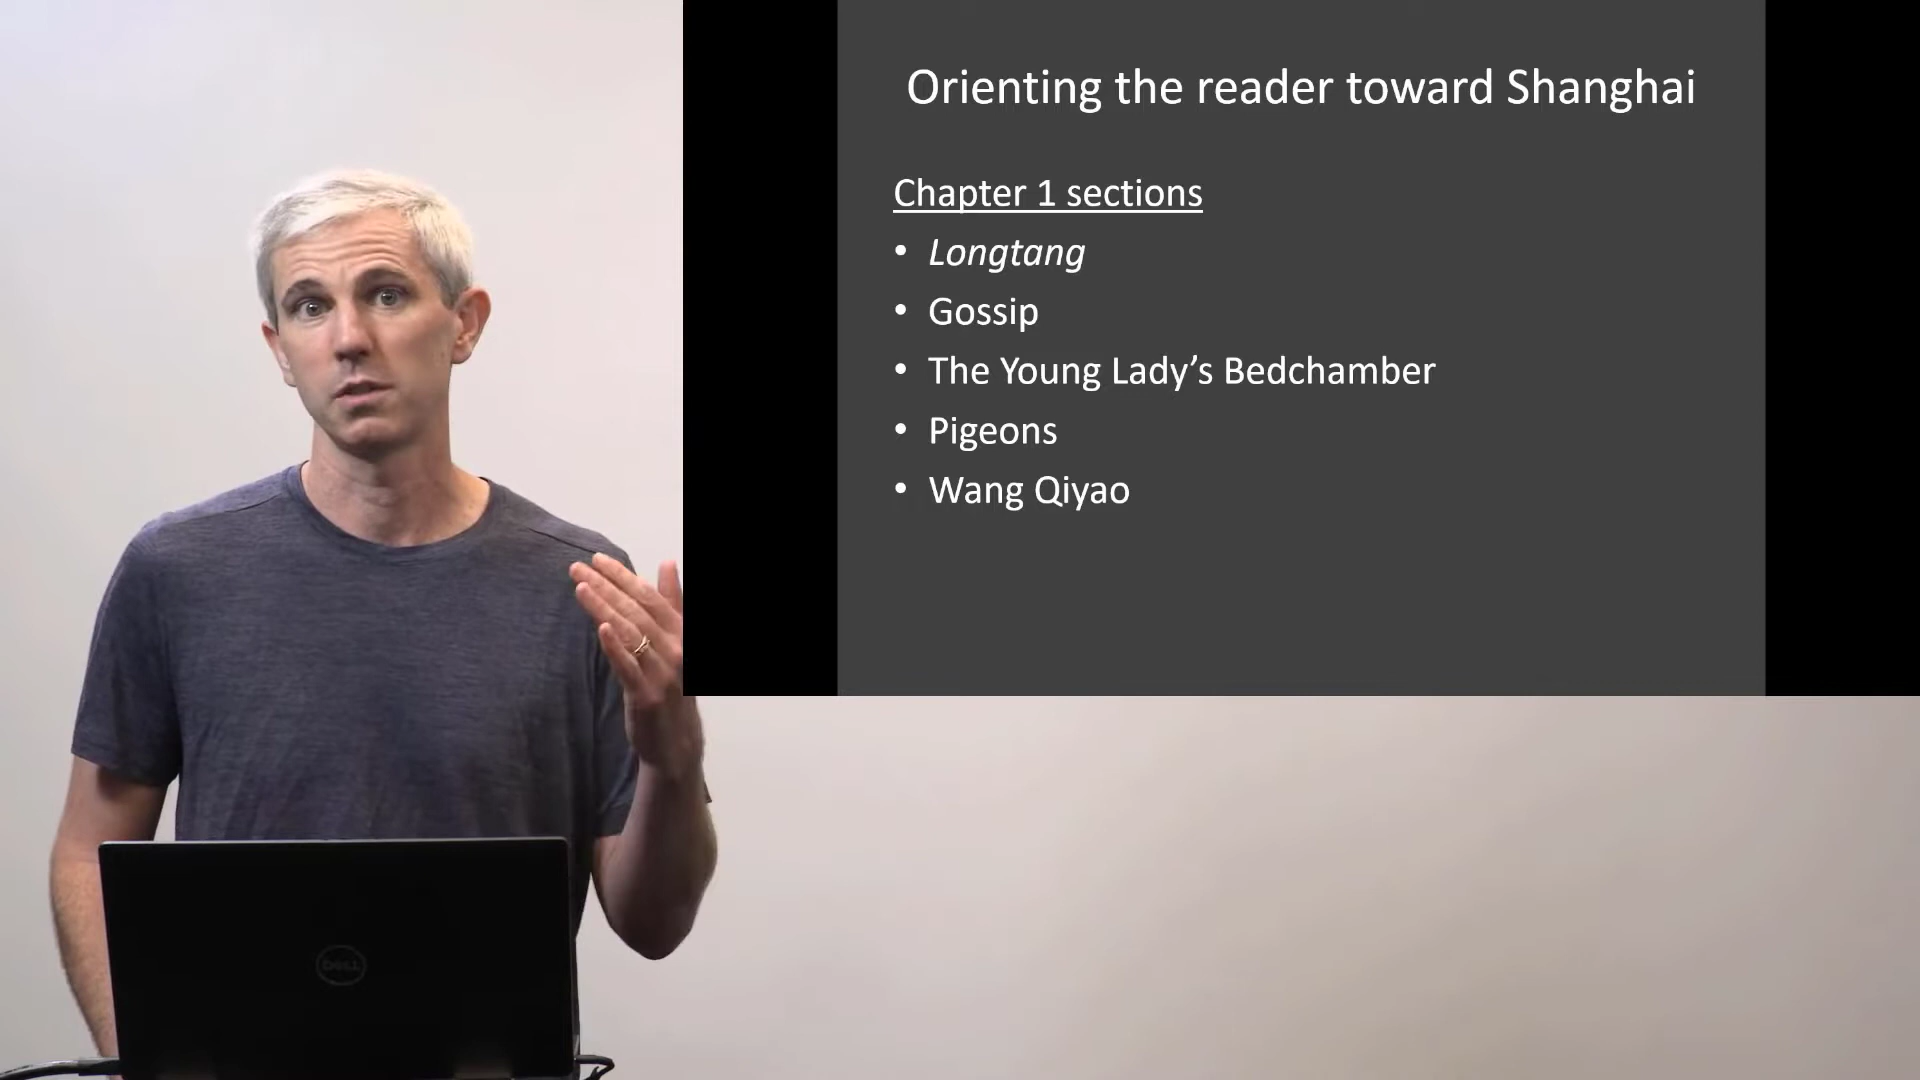 Orienting the reader toward Shanghai
Chapter 1 sections
• Longtang
• Gossip
• The Young Lady’s Bedchamber
• Pigeons
• Wang Qiyao
DELL